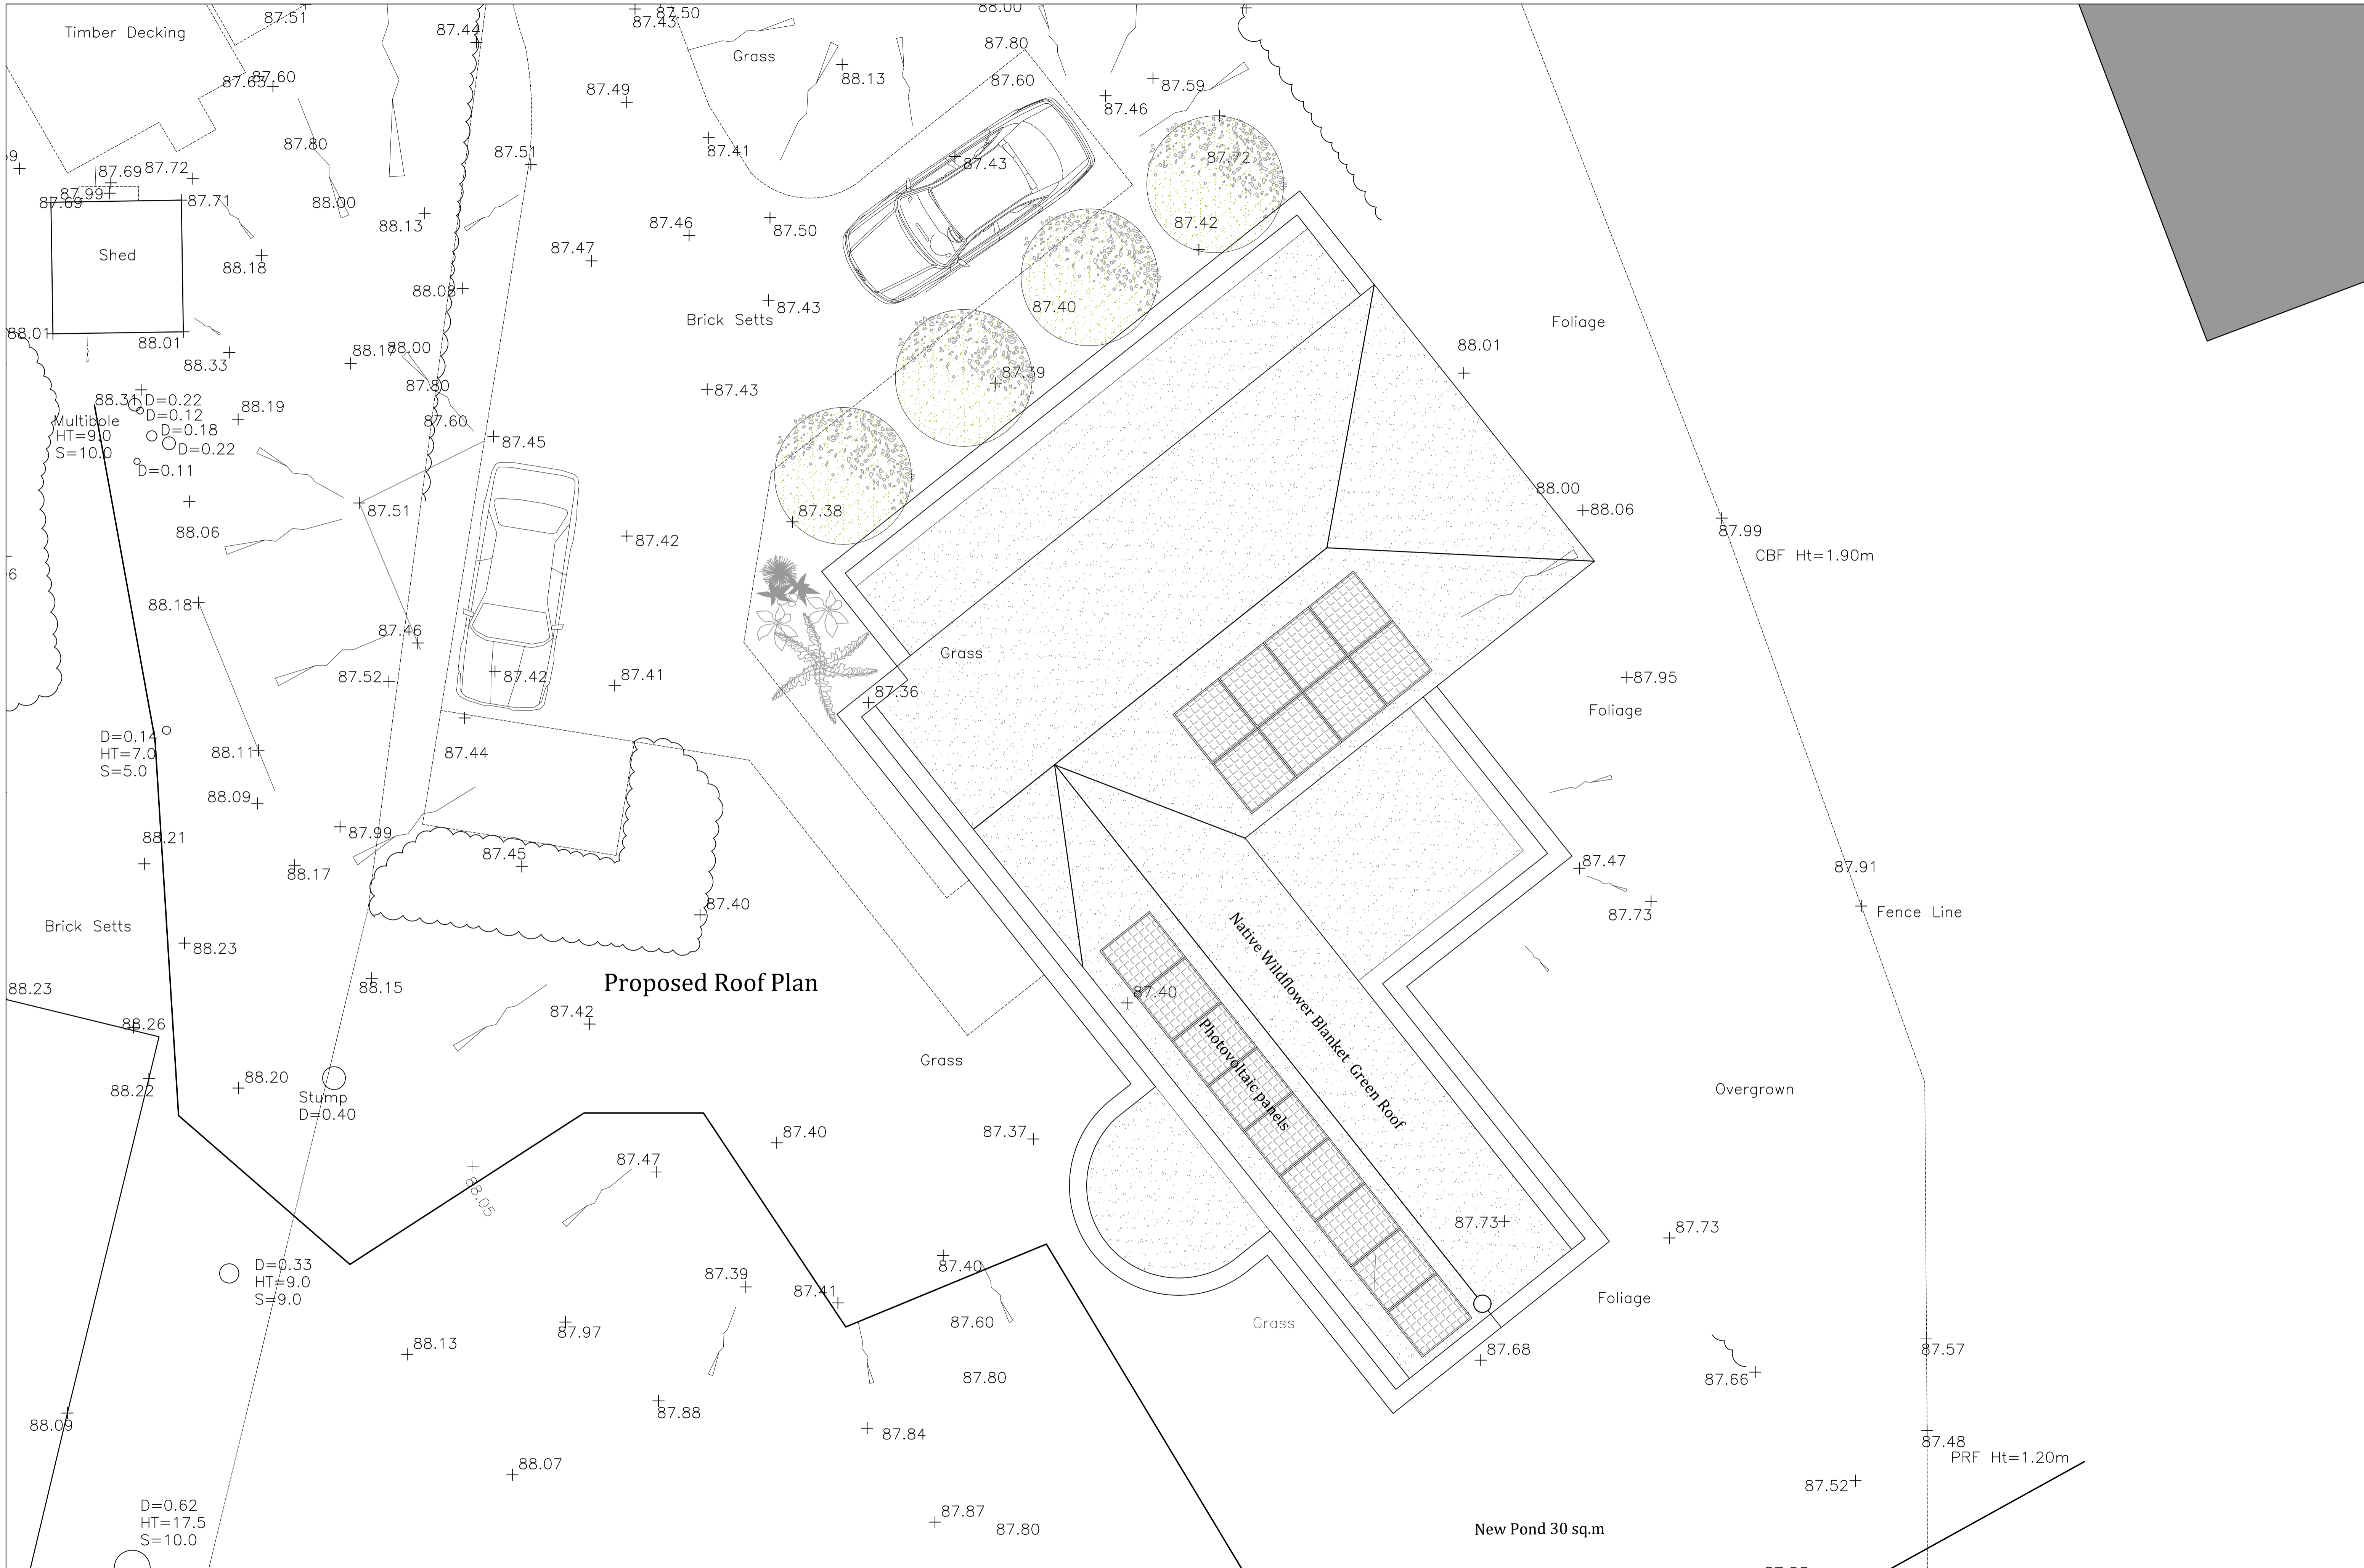 87.51
87.43
87.50
88.00
Timber Decking
87.44
87.80
Grass
87.60
87.63
87.60
88.13
87.60
87.59
87.49
87.46
87.80
87.51
87.41
87.43
87.72
87.69
87.72
87.99
87.69
87.71
88.00
88.13
87.46
87.50
87.42
87.47
Shed
88.18
88.08
87.43
87.40
Brick Setts
Foliage
88.01
88.01
88.01
88.33
88.17
88.00
87.80
87.43
87.39
88.31
D=0.22
88.19
D=0.12
Multibole
HT=9.0
S=10.0
D=0.18
D=0.22
D=0.11
87.60
87.45
88.00
88.06
87.51
87.38
88.06
87.42
87.99
CBF Ht=1.90m
88.18
87.46
Grass
87.52
87.42
87.41
87.36
87.95
Foliage
D=0.14
HT=7.0
S=5.0
88.11
87.44
88.09
88.21
87.99
87.45
88.17
87.47
87.91
87.40
87.73
Fence Line
Brick Setts
88.23
Native Wildflower Blanket Green Roof
Proposed Roof Plan
88.23
88.15
87.40
87.42
88.26
Photovoltaic panels
Grass
88.22
88.20
Overgrown
Stump
D=0.40
87.40
87.37
87.47
88.05
87.73
87.73
D=0.33
HT=9.0
S=9.0
87.39
87.40
87.41
Foliage
87.97
87.60
Grass
88.13
87.68
87.57
87.80
87.66
87.88
88.09
87.84
87.48
88.07
PRF Ht=1.20m
87.52
D=0.62
HT=17.5
S=10.0
87.87
87.80
New Pond 30 sq.m